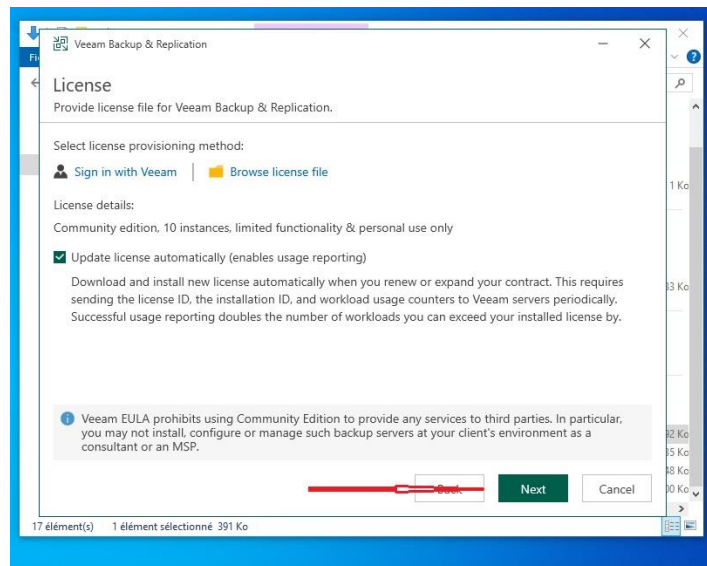 Veeam Backup & Replication
Fi
License
Provide license file for Veeam Backup & Replication.
Select license provisioning method:
Sign in with Veeam
Browse license file
1 Ko
License details:
Community edition, 10 instances, limited functionality & personal use only
Update license automatically (enables usage reporting)
Download and install new license automatically when you renew or expand your contract. This requires
sending the license ID, the installation ID, and workload usage counters to Veeam servers periodically.
Successful usage reporting doubles the number of workloads you can exceed your installed license by.
33 Ko
Veeam EULA prohibits using Community Edition to provide any services to third parties. In particular,
you may not install, configure or manage such backup servers at your client's environment as a
consultant or an MSP.
92 Ko
35 Ko
48 Ko
00 Ko
Back
Next
Cancel
17 élément(s)
1 élément sélectionné 391 Ko